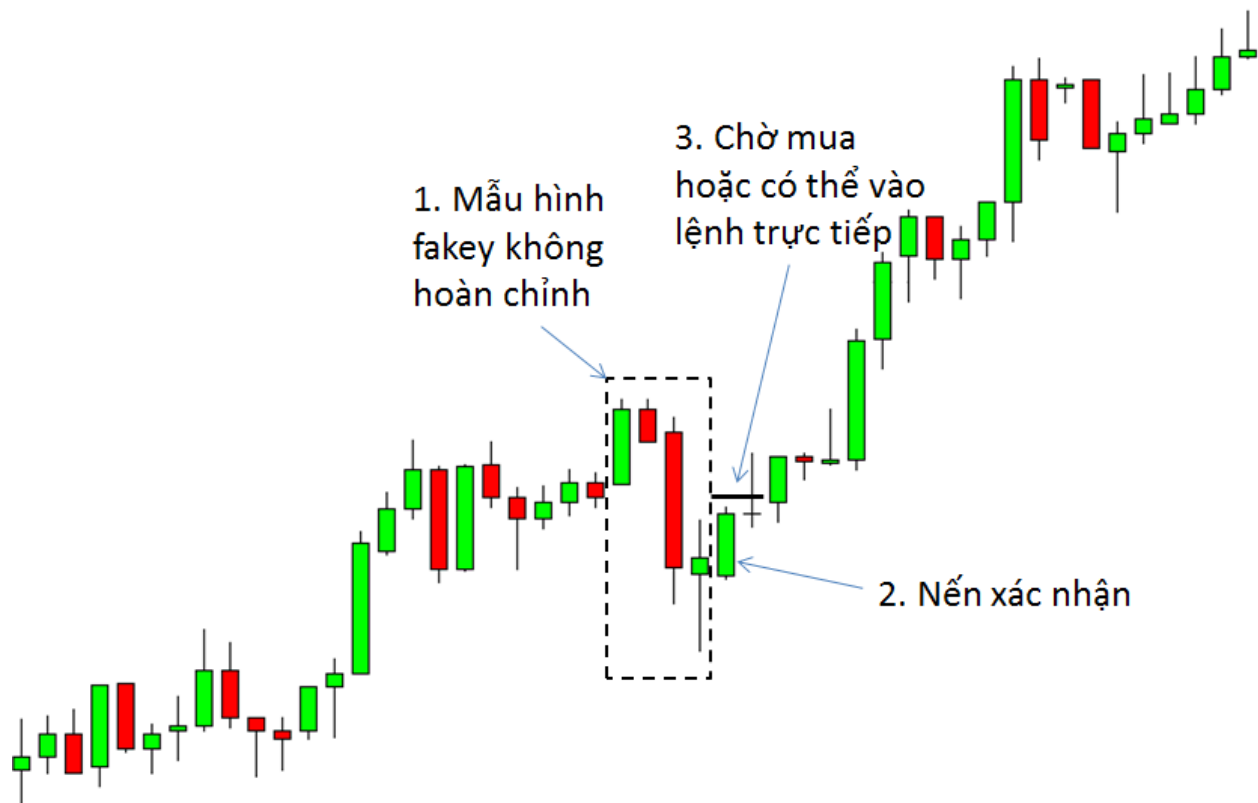 1. Mẫu hình
fakey không
hoàn chỉnh
3. Chờ mua
hoặc có thể vào
lệnh trực tiếp
2. Nến xác nhận